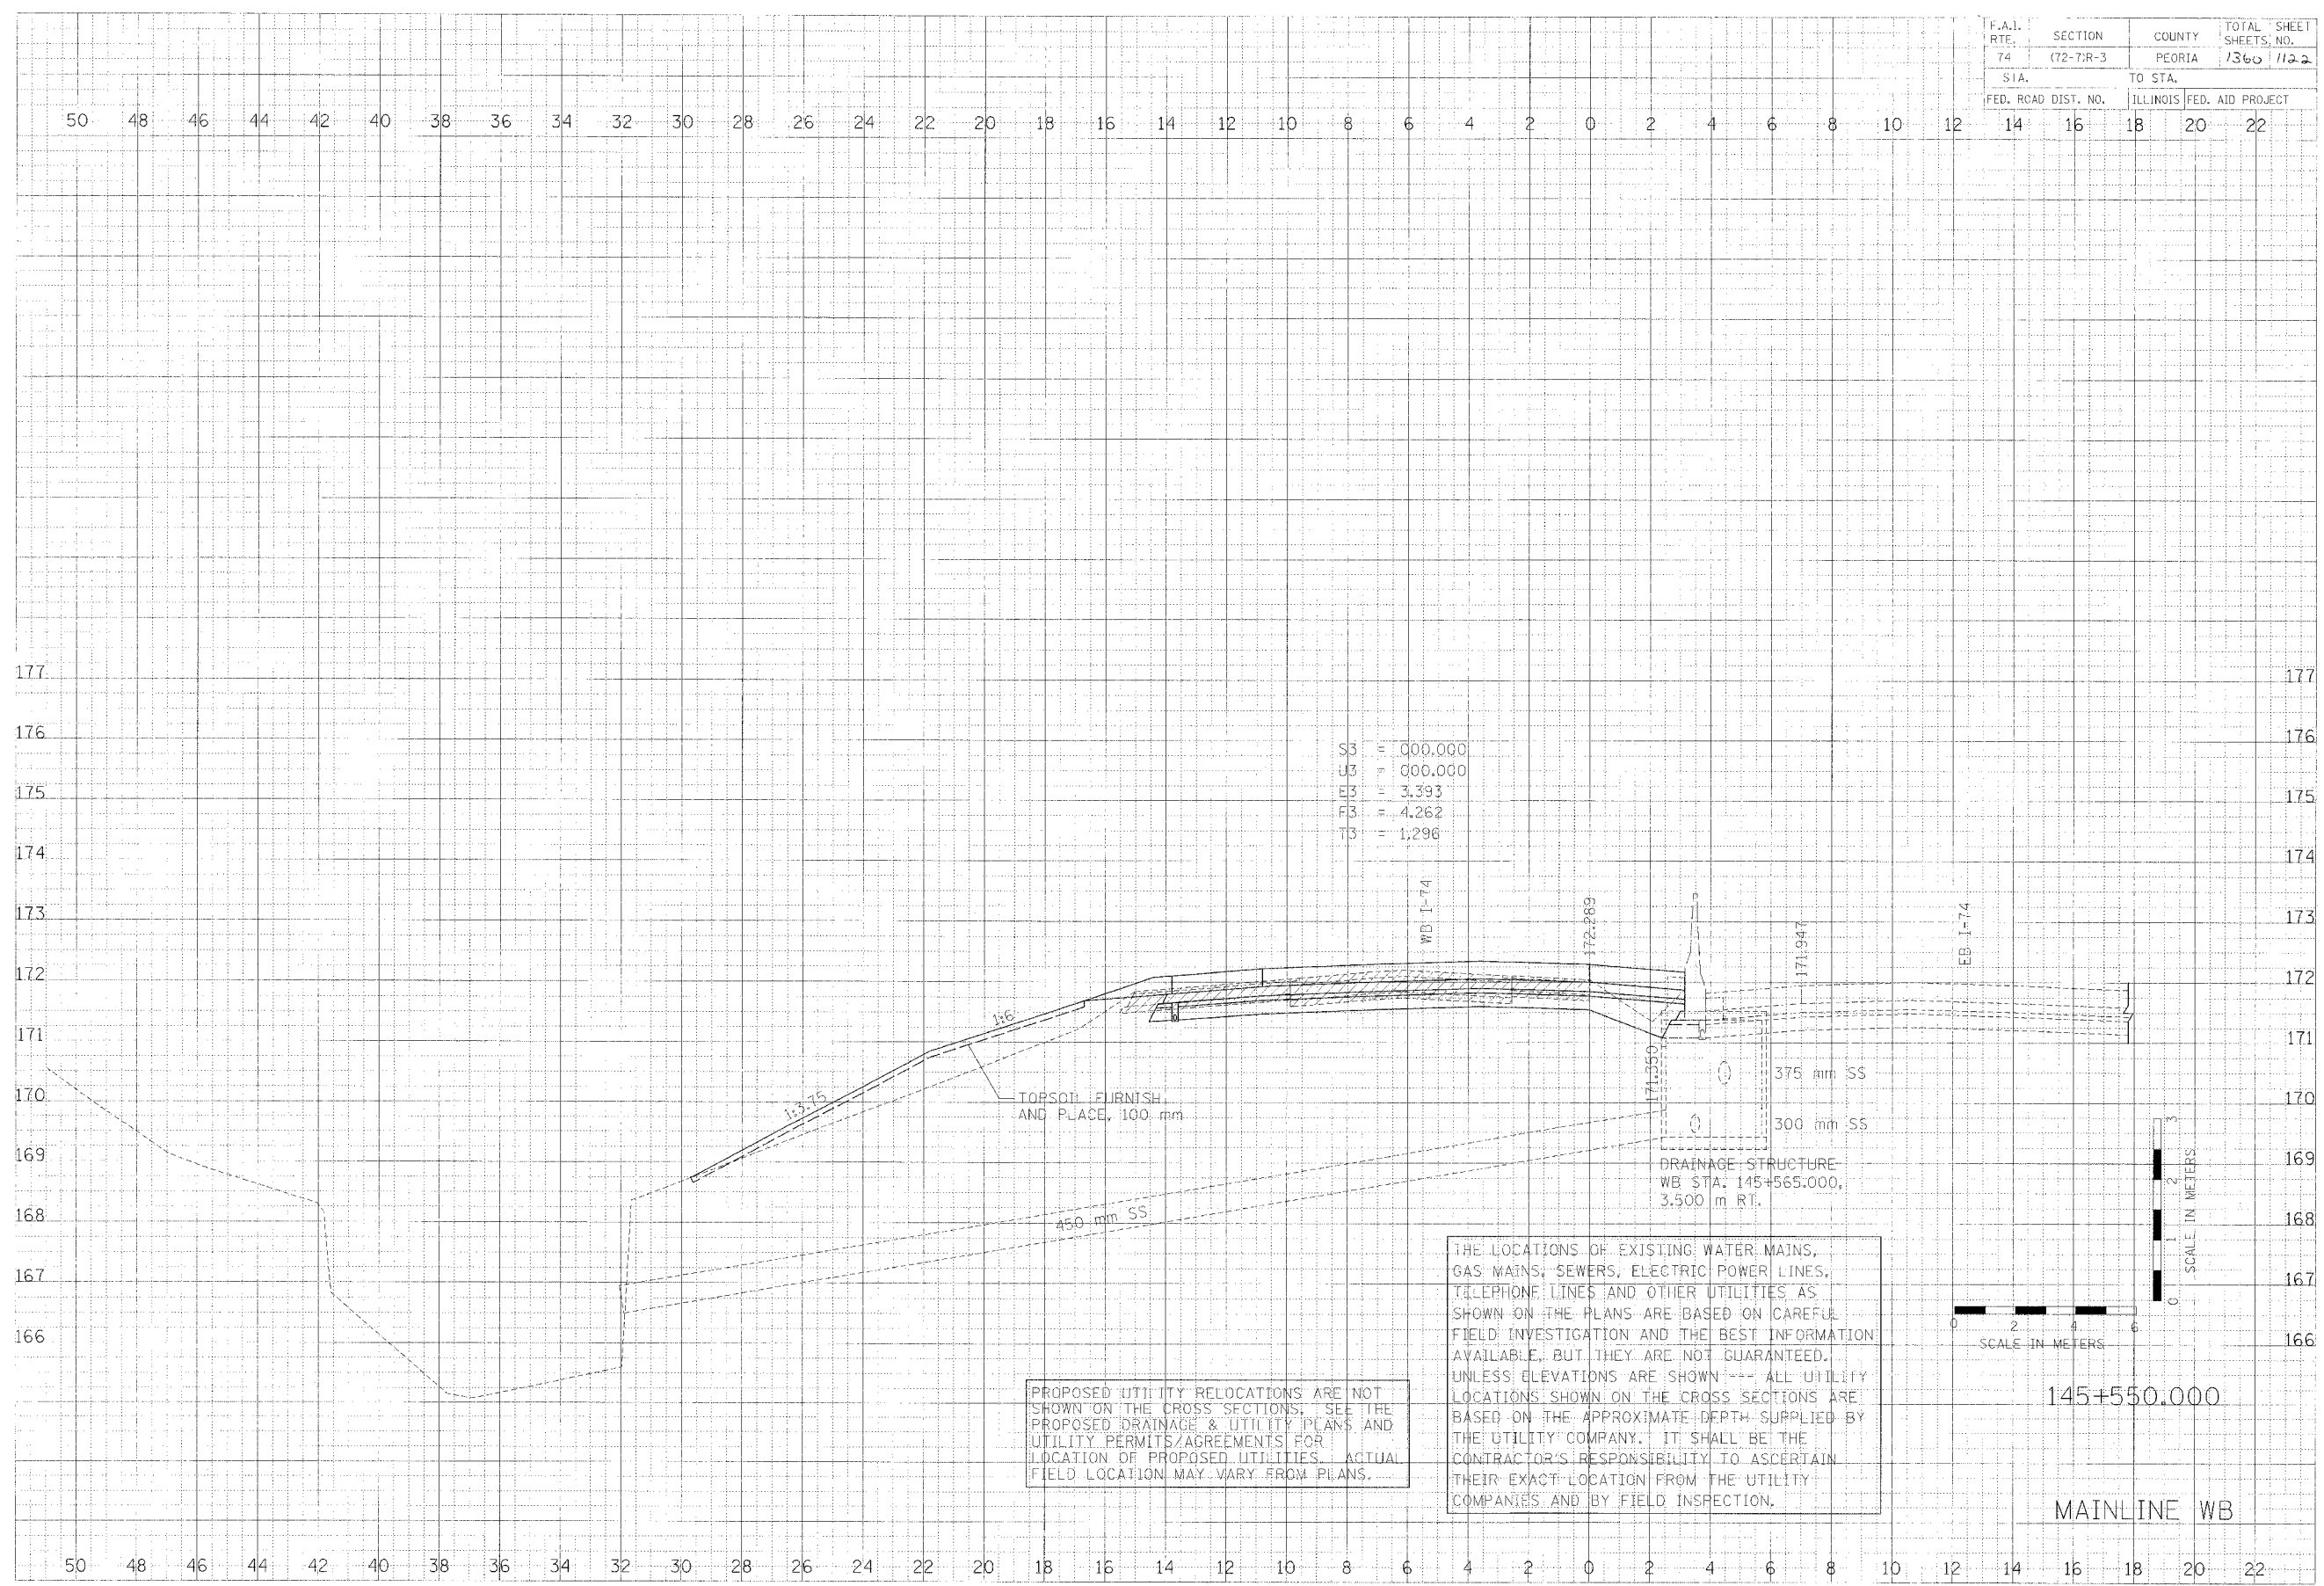 F.A.I. RTE. SECTION COUNTY TOTAL SHEETS SHEET NO.
74 (72-7)R-3 PEORIA 1360 1122
STA. TO STA.
FED. ROAD DIST. NO. ILLINOIS FED. AID PROJECT
50 48 46 44 42 40 38 36 34 32 30 28 26 24 22 20 18 16 14 12 10 8 6 4 2 0 2 4 6 8 10 12 14 16 18 20 22
177 177
176 176
S3 = 000.000
U3 = 000.000
E3 = 3.393
F3 = 4.262
T3 = 1.296
175 175
174 174
173 173
WB I-74
172.289
171.947
EB I-74
172 172
171 171
1:6
1:3.75
171.350
375 mm SS
170 170
TOPSOIL FURNISH
AND PLACE, 100 mm
300 mm SS
169 169
DRAINAGE STRUCTURE
WB STA. 145+565.000,
3.500 m RT.
450 mm SS
168 168
167 167
166 166
0 1 2 3
SCALE IN METERS
0 2 4 6
SCALE IN METERS
THE LOCATIONS OF EXISTING WATER MAINS,
GAS MAINS, SEWERS, ELECTRIC POWER LINES,
TELEPHONE LINES AND OTHER UTILITIES AS
SHOWN ON THE PLANS ARE BASED ON CAREFUL
FIELD INVESTIGATION AND THE BEST INFORMATION
AVAILABLE, BUT THEY ARE NOT GUARANTEED.
UNLESS ELEVATIONS ARE SHOWN --- ALL UTILITY
LOCATIONS SHOWN ON THE CROSS SECTIONS ARE
BASED ON THE APPROXIMATE DEPTH SUPPLIED BY
THE UTILITY COMPANY. IT SHALL BE THE
CONTRACTOR'S RESPONSIBILITY TO ASCERTAIN
THEIR EXACT LOCATION FROM THE UTILITY
COMPANIES AND BY FIELD INSPECTION.
PROPOSED UTILITY RELOCATIONS ARE NOT
SHOWN ON THE CROSS SECTIONS. SEE THE
PROPOSED DRAINAGE & UTILITY PLANS AND
UTILITY PERMITS/AGREEMENTS FOR
LOCATION OF PROPOSED UTILITIES. ACTUAL
FIELD LOCATION MAY VARY FROM PLANS.
145+550.000
MAINLINE WB
50 48 46 44 42 40 38 36 34 32 30 28 26 24 22 20 18 16 14 12 10 8 6 4 2 0 2 4 6 8 10 12 14 16 18 20 22